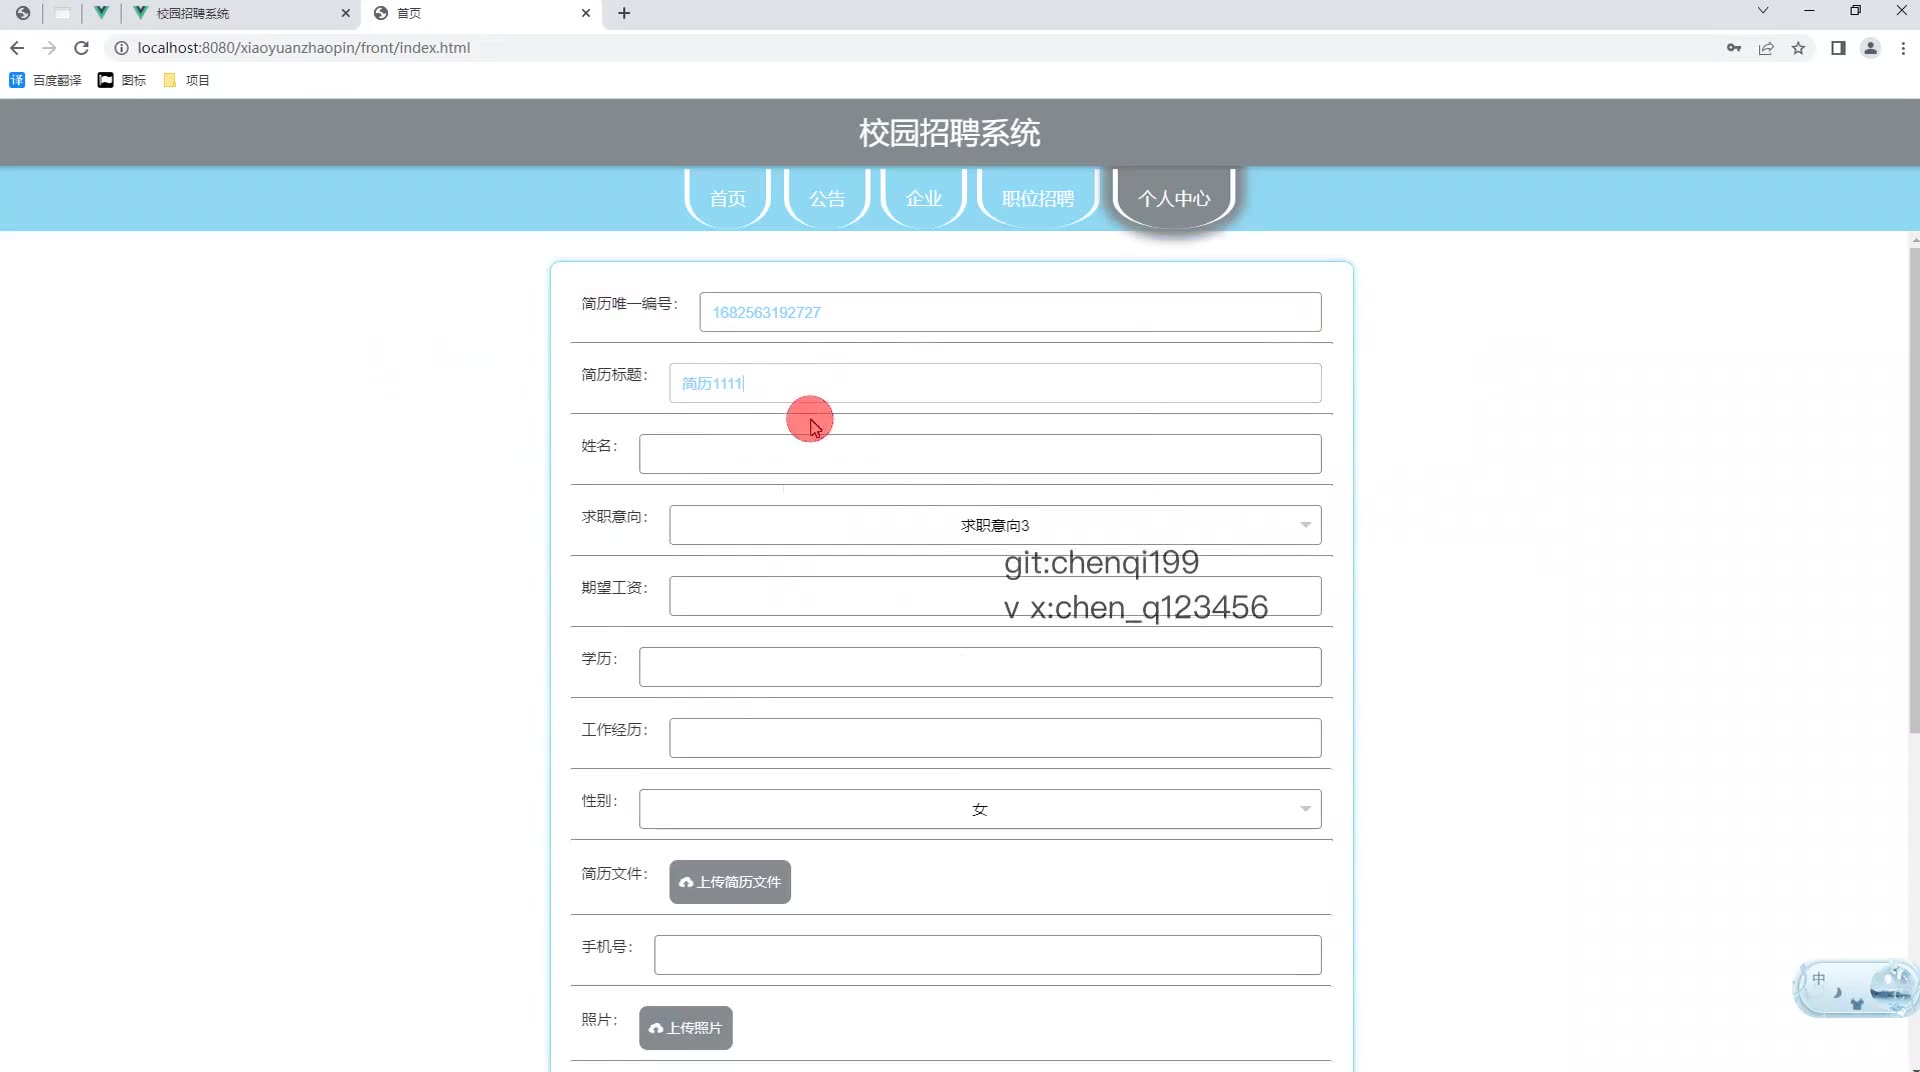 校园招聘系统
首页
localhost:8080/xiaoyuanzhaopin/front/index.html
百度翻译 图标 项目
校园招聘系统
首页 公告 企业 职位招聘 个人中心
简历唯一编号： 1682563192727
简历标题： 简历1111
姓名：
求职意向： 求职意向3
git:chenqi199
期望工资：
v x:chen_q123456
学历：
工作经历：
性别： 女
简历文件： 上传简历文件
手机号：
中
照片： 上传照片